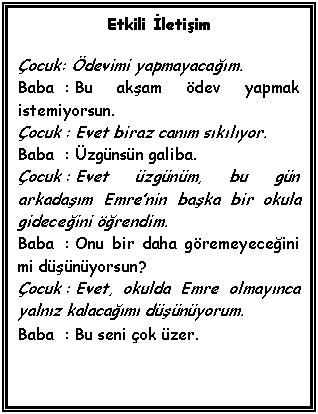 Etkili İletişim
Çocuk: Ödevimi yapmayacağım.
Baba : Bu akşam ödev yapmak
istemiyorsun.
Çocuk : Evet biraz canım sıkılıyor.
Baba : Üzgünsün galiba.
Çocuk : Evet üzgünüm, bu gün
arkadaşım Emre'nin başka bir okula
gideceğini öğrendim.
Baba : Onu bir daha göremeyeceğini
mi düşünüyorsun?
Çocuk : Evet, okulda Emre olmayınca
yalnız kalacağımı düşünüyorum.
Baba : Bu seni çok üzer.